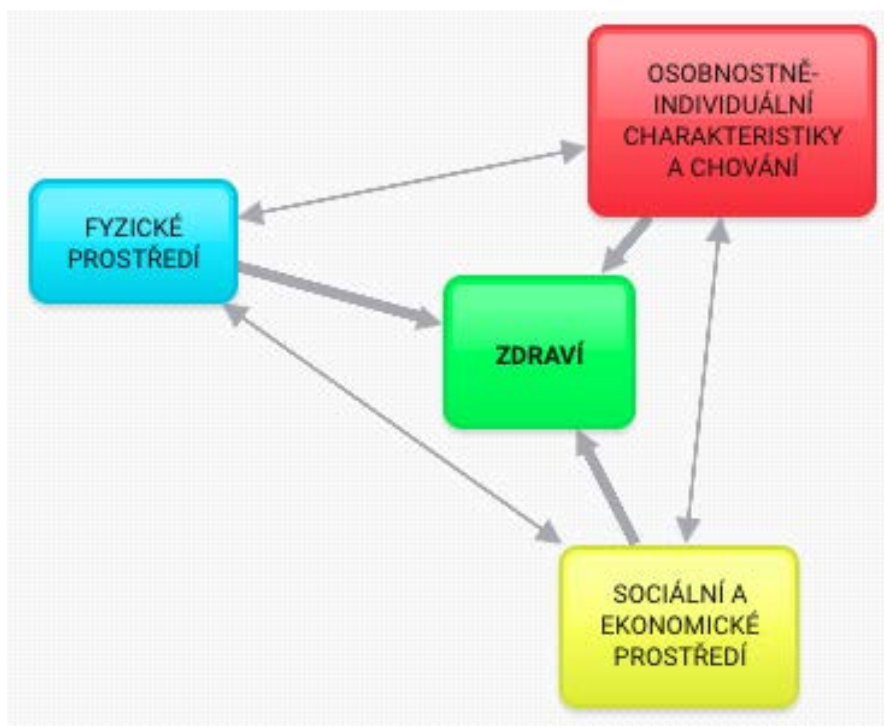 OSOBNOSTNĚ-
INDIVIDUÁLNÍ
CHARAKTERISTIKY
A CHOVÁNÍ
FYZICKÉ
PROSTŘEDÍ
ZDRAVÍ
SOCIÁLNÍ A
EKONOMICKÉ
PROSTŘEDÍ